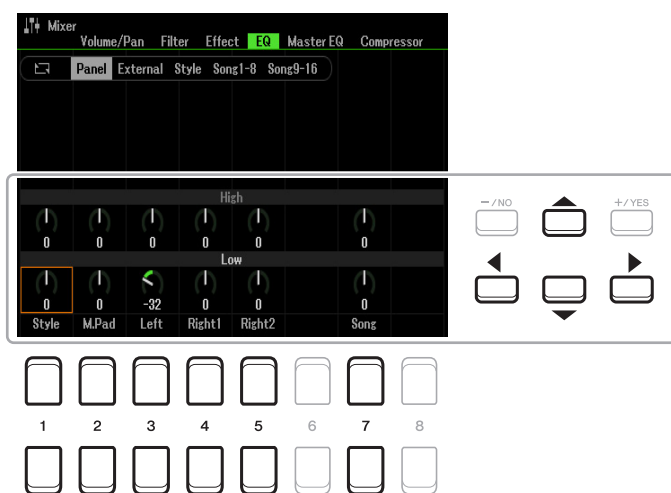 Mixer
Volume/Pan Filter Effect EQ Master EQ Compressor
Panel External Style Song1-8 Song9-16
High
0 0 0 0 0 0
Low
0 0 -32 0 0 0
Style M.Pad Left Right1 Right2 Song
-/NO +/YES
1 2 3 4 5 6 7 8